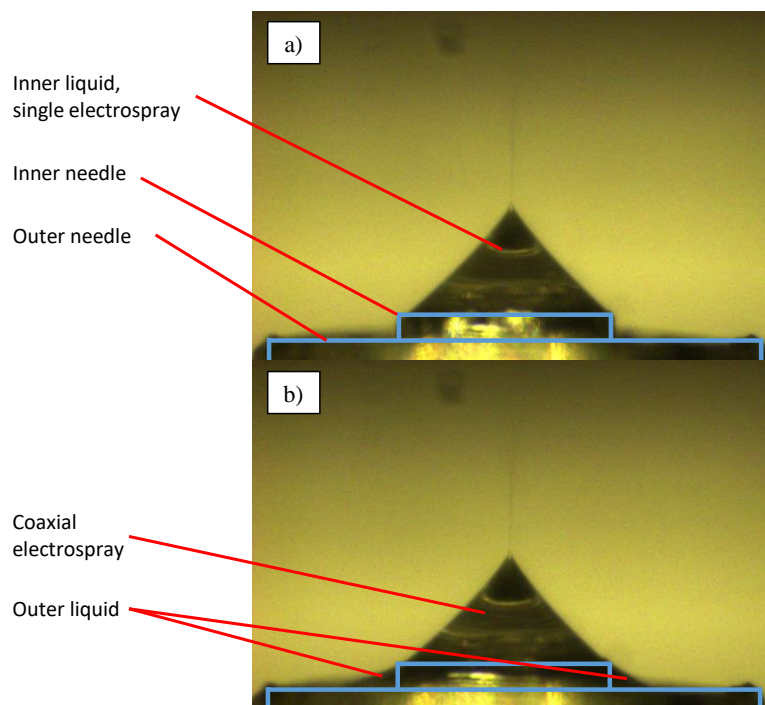 a)
Inner liquid,
single electrospray
Inner needle
Outer needle
b)
Coaxial
electrospray
Outer liquid